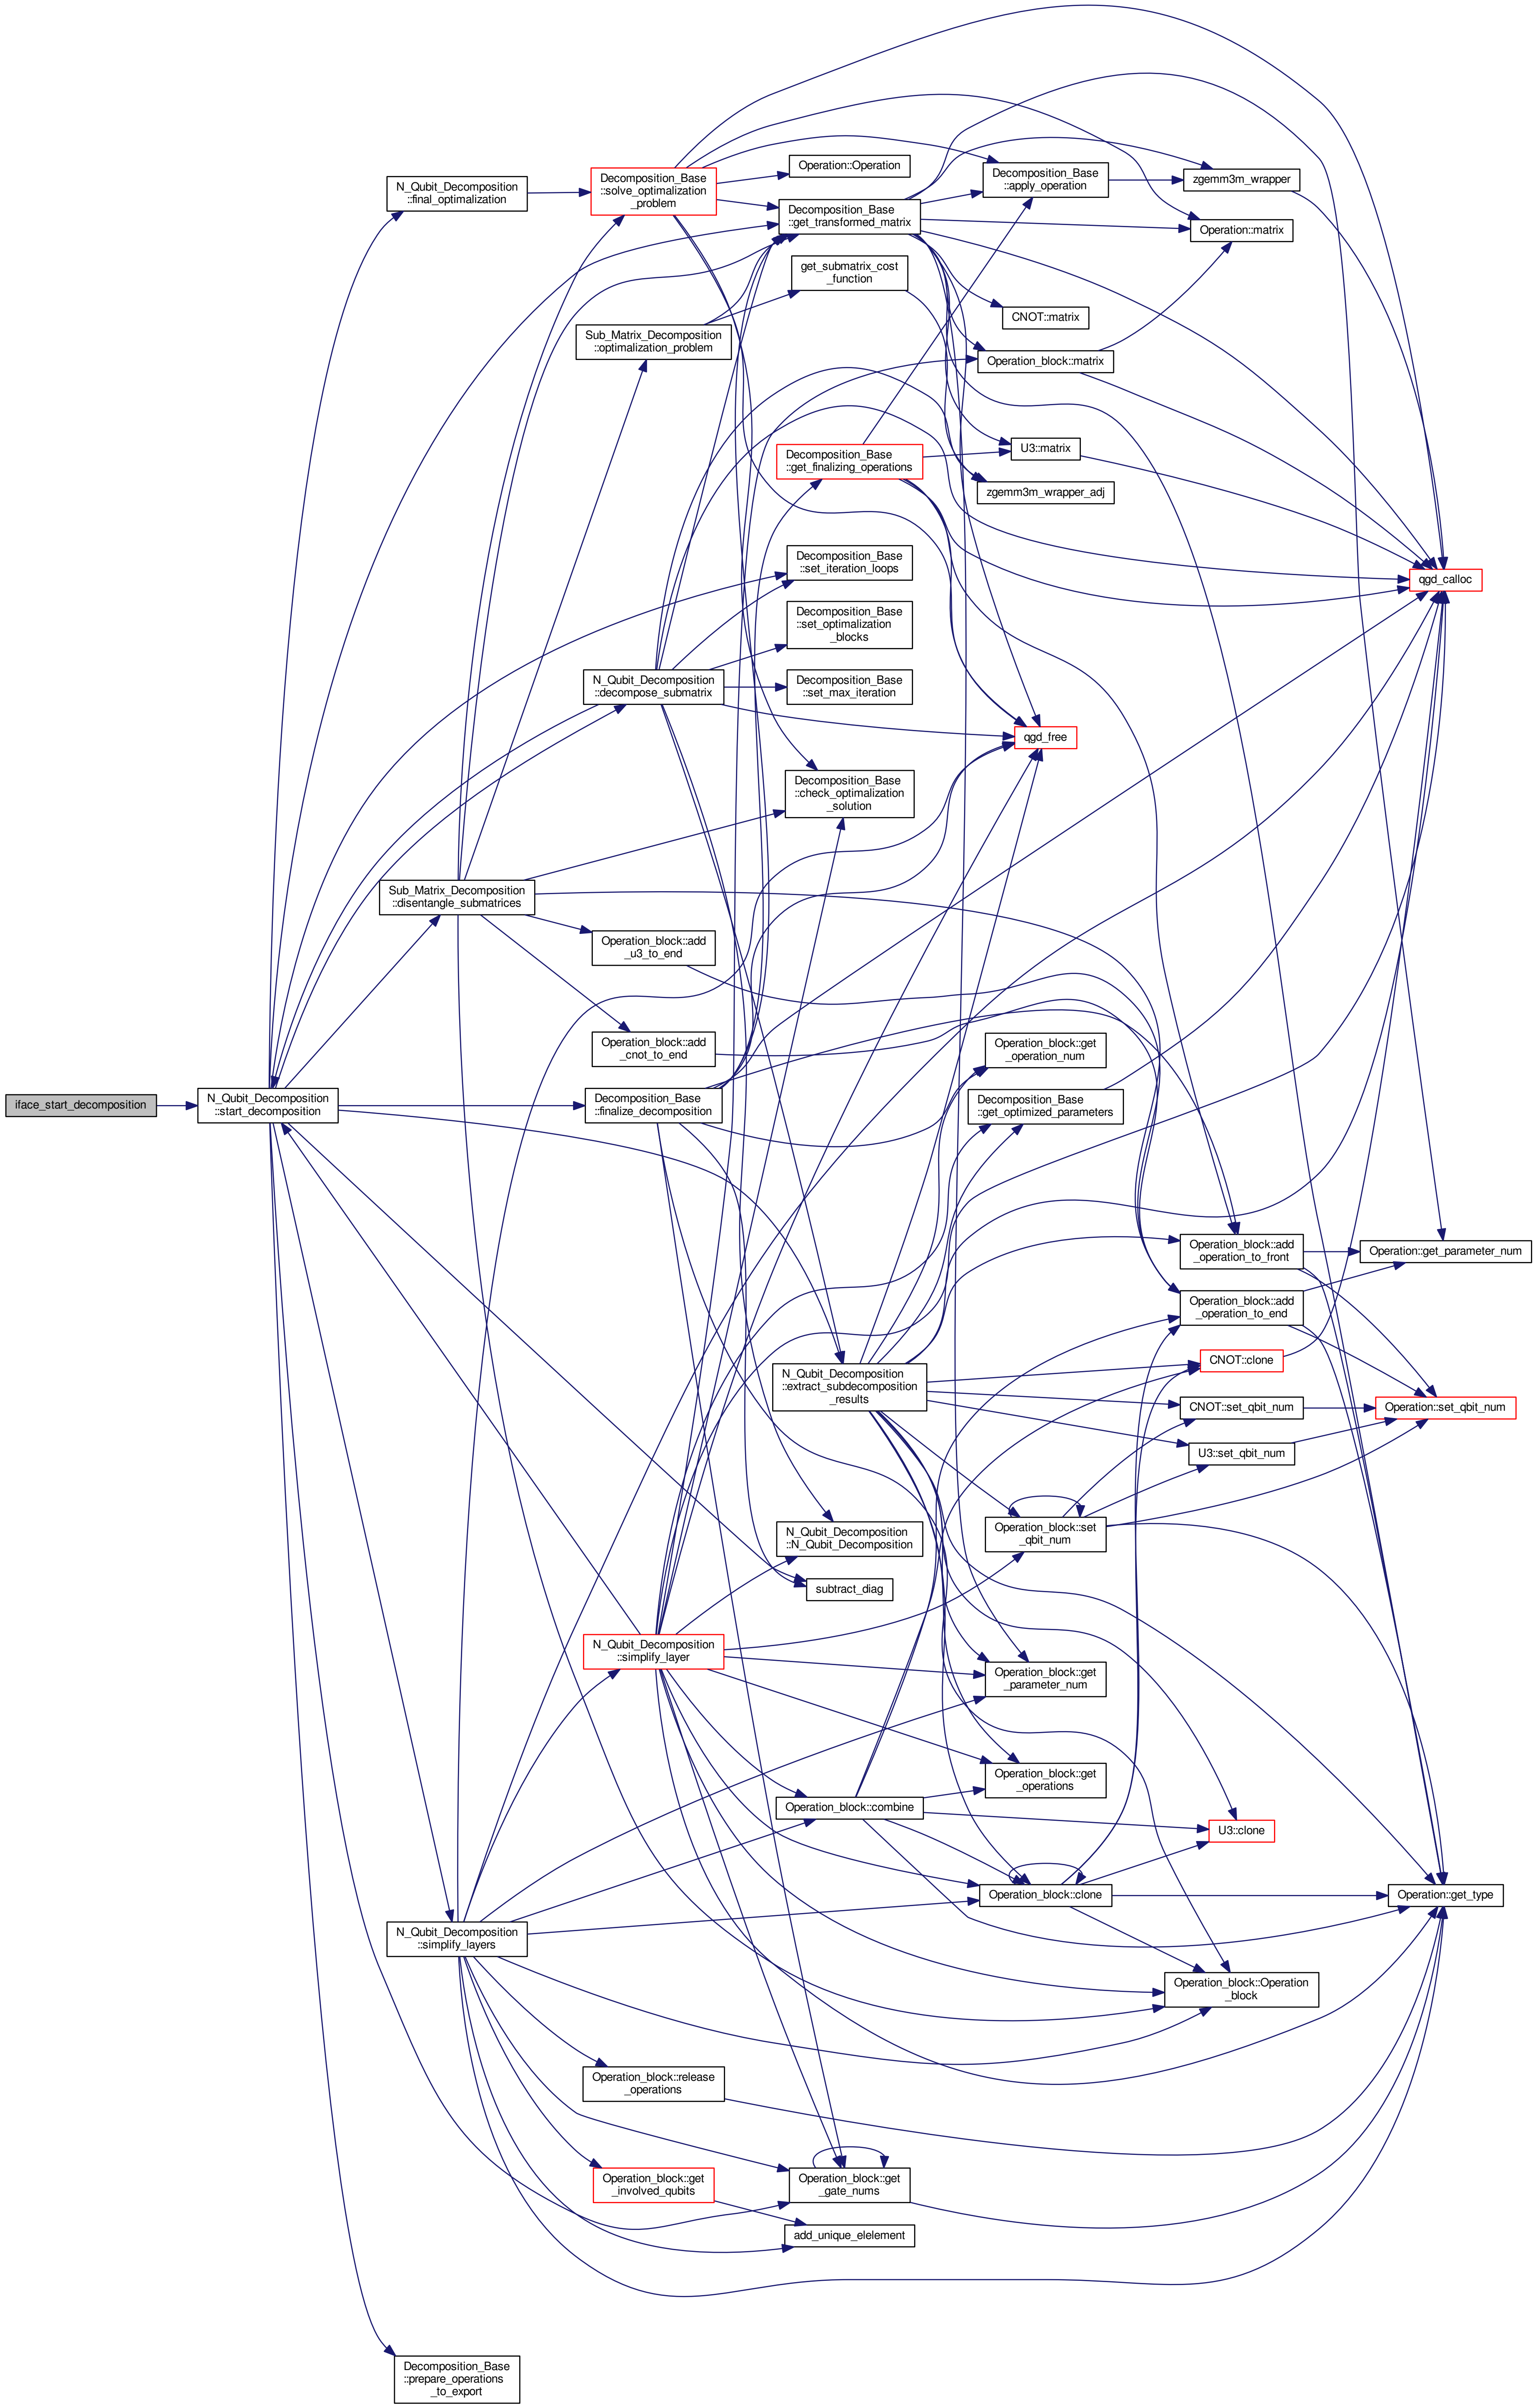 iface_start_decomposition
N_Qubit_Decomposition
::start_decomposition
N_Qubit_Decomposition
::final_optimalization
Sub_Matrix_Decomposition
::disentangle_submatrices
N_Qubit_Decomposition
::simplify_layers
Decomposition_Base
::prepare_operations
_to_export
Decomposition_Base
::solve_optimalization
_problem
Sub_Matrix_Decomposition
::optimalization_problem
N_Qubit_Decomposition
::decompose_submatrix
Operation_block::add
_u3_to_end
Operation_block::add
_cnot_to_end
Decomposition_Base
::finalize_decomposition
N_Qubit_Decomposition
::simplify_layer
Operation_block::release
_operations
Operation_block::get
_involved_qubits
Operation::Operation
Decomposition_Base
::get_transformed_matrix
get_submatrix_cost
_function
Decomposition_Base
::get_finalizing_operations
Decomposition_Base
::set_iteration_loops
Decomposition_Base
::set_optimalization
_blocks
Decomposition_Base
::set_max_iteration
Decomposition_Base
::check_optimalization
_solution
N_Qubit_Decomposition
::extract_subdecomposition
_results
N_Qubit_Decomposition
::N_Qubit_Decomposition
subtract_diag
Operation_block::combine
Operation_block::get
_gate_nums
add_unique_elelement
Decomposition_Base
::apply_operation
CNOT::matrix
Operation_block::matrix
U3::matrix
zgemm3m_wrapper_adj
qgd_free
Operation_block::get
_operation_num
Decomposition_Base
::get_optimized_parameters
Operation_block::set
_qbit_num
Operation_block::get
_parameter_num
Operation_block::get
_operations
Operation_block::clone
zgemm3m_wrapper
Operation::matrix
Operation_block::add
_operation_to_front
Operation_block::add
_operation_to_end
CNOT::clone
CNOT::set_qbit_num
U3::set_qbit_num
U3::clone
Operation_block::Operation
_block
qgd_calloc
Operation::get_parameter_num
Operation::set_qbit_num
Operation::get_type